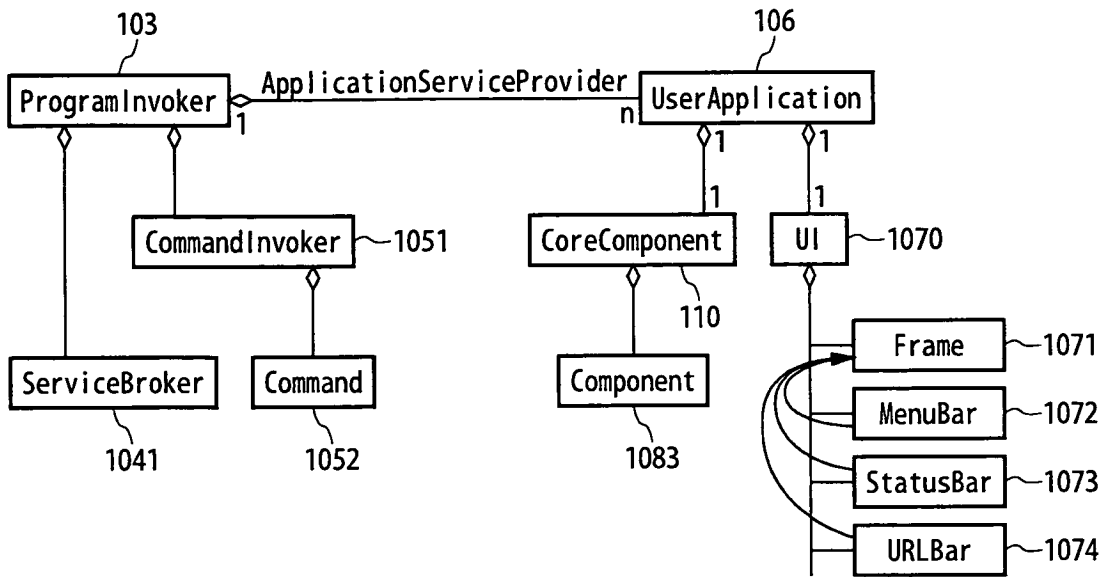 103
106
ProgramInvoker
ApplicationServiceProvider
UserApplication
1
n
1
1
1
1
CommandInvoker
1051
CoreComponent
UI
1070
110
Frame
1071
ServiceBroker
Command
Component
MenuBar
1072
1041
1052
1083
StatusBar
1073
URLBar
1074